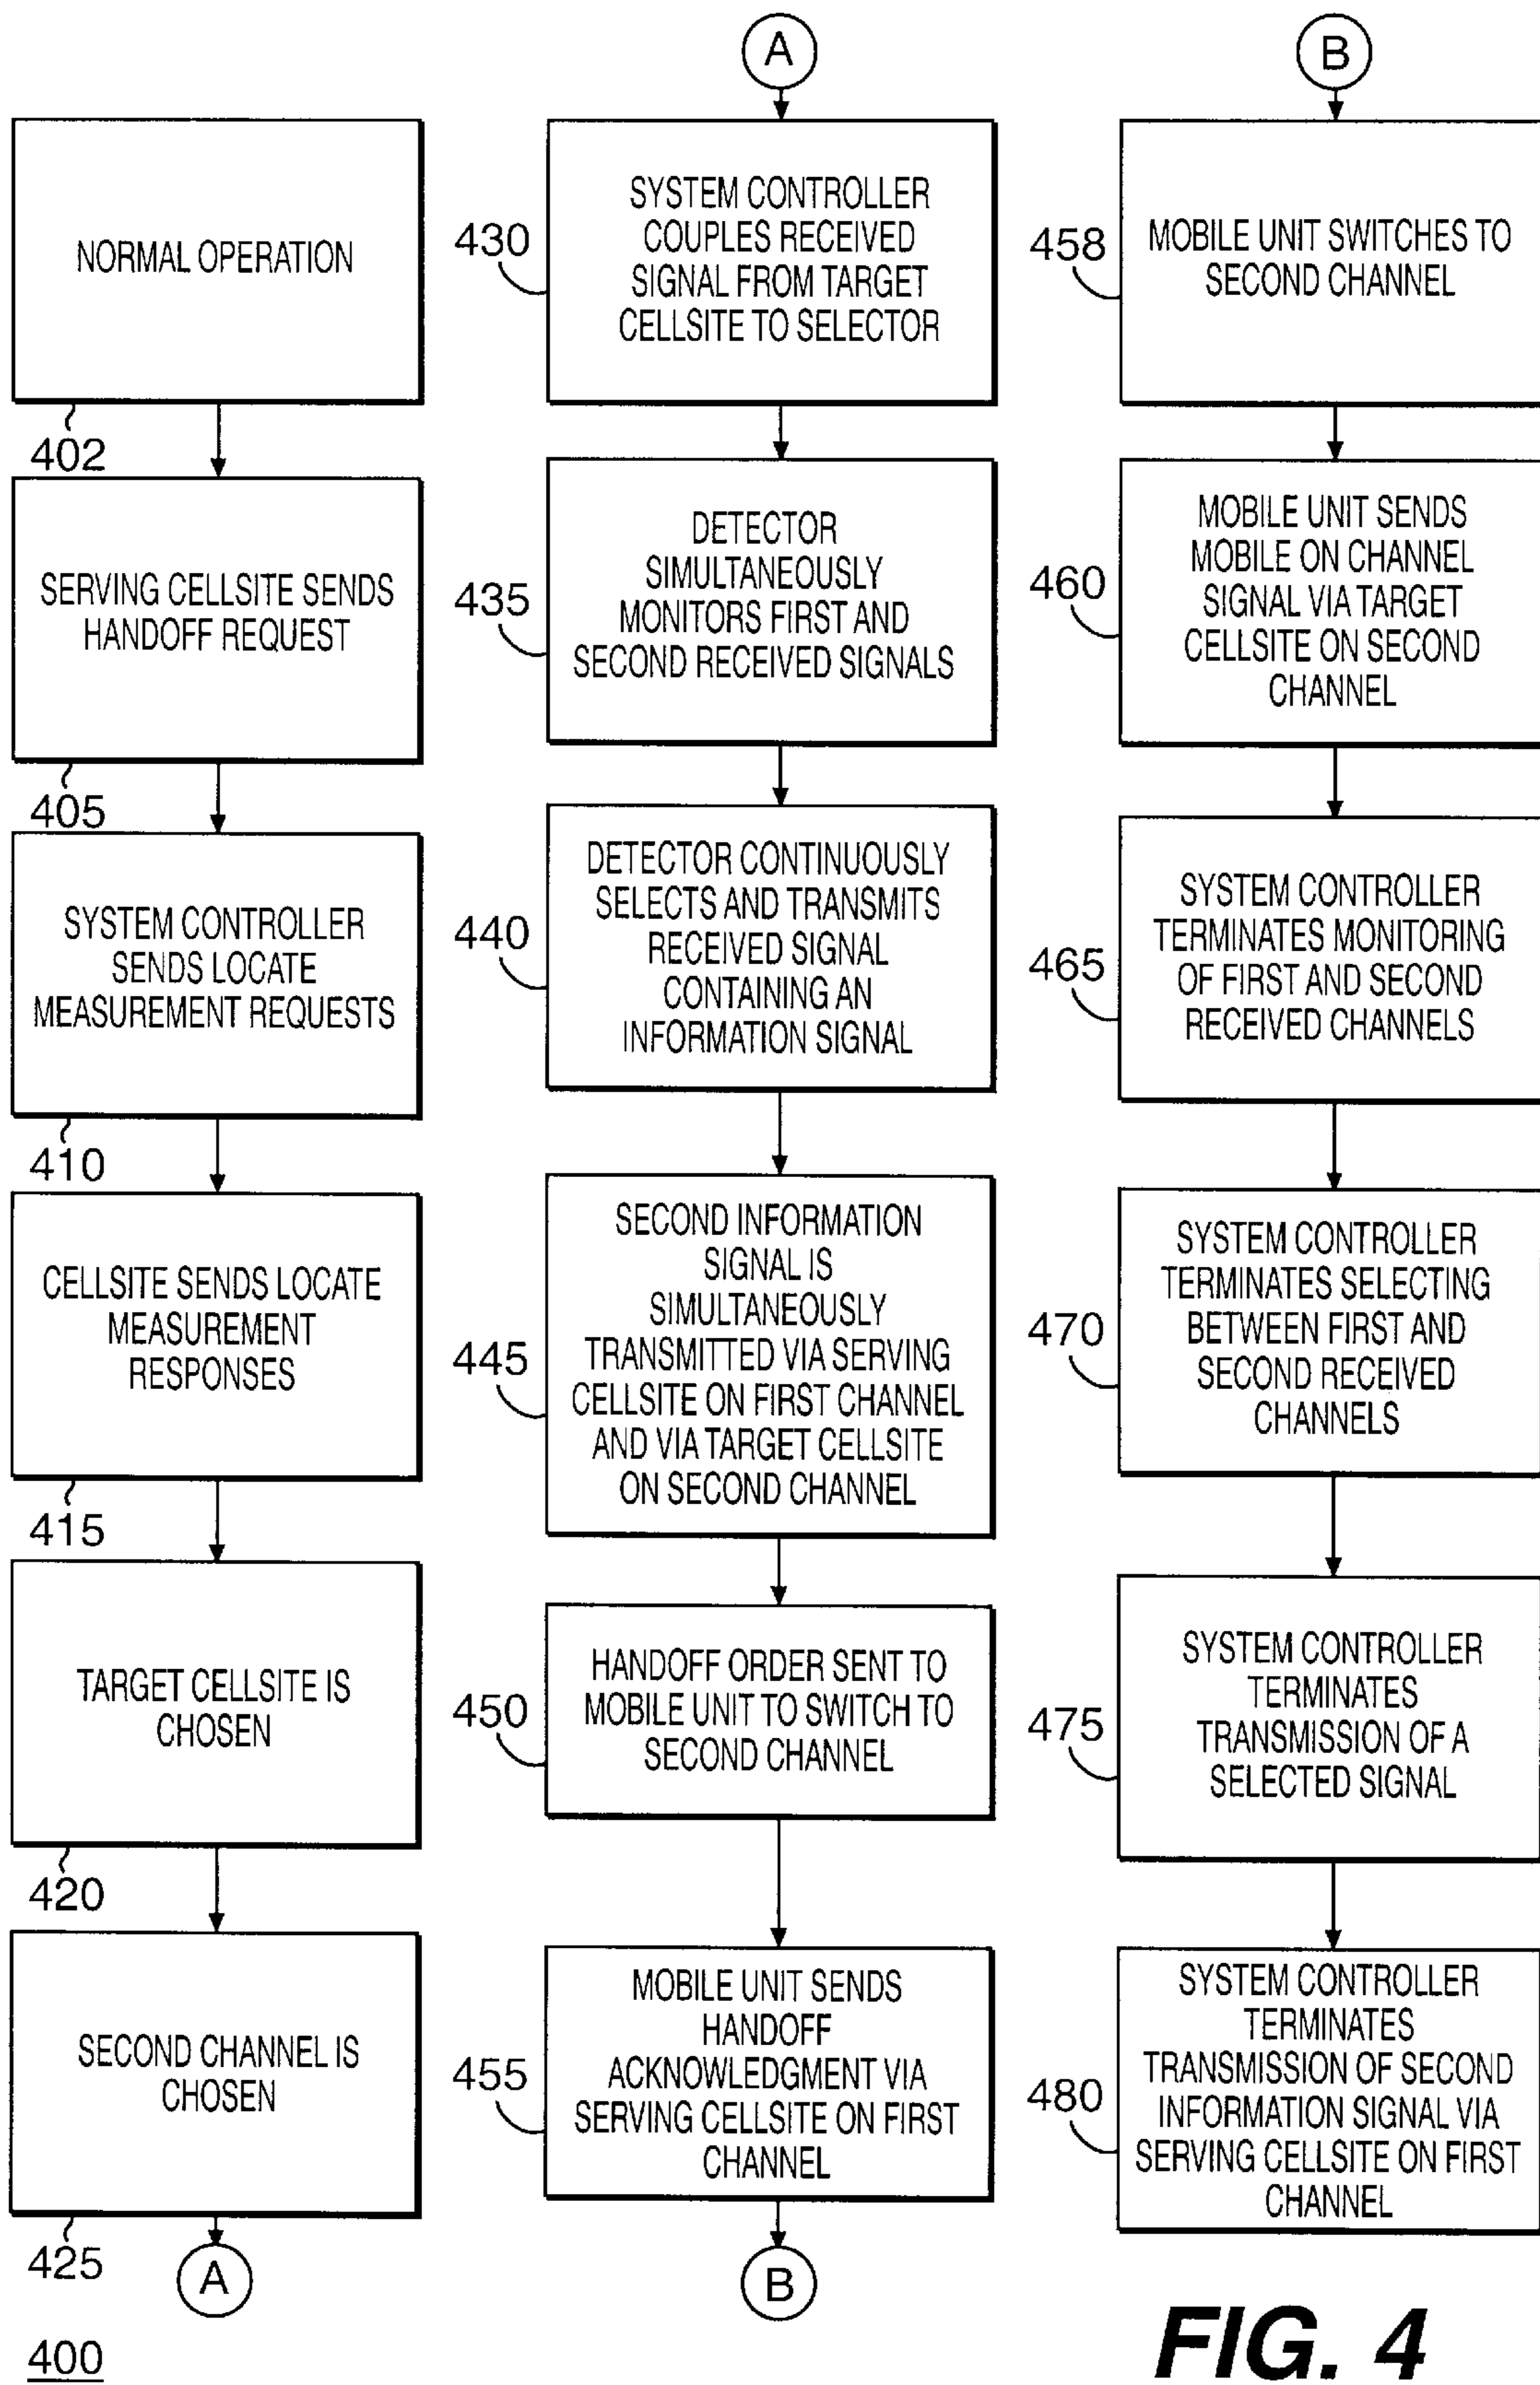 NORMAL OPERATION
402
SERVING CELLSITE SENDS
HANDOFF REQUEST
405
SYSTEM CONTROLLER
SENDS LOCATE
MEASUREMENT REQUESTS
410
CELLSITE SENDS LOCATE
MEASUREMENT
RESPONSES
415
TARGET CELLSITE IS
CHOSEN
420
SECOND CHANNEL IS
CHOSEN
425
A
400
A
SYSTEM CONTROLLER
COUPLES RECEIVED
SIGNAL FROM TARGET
CELLSITE TO SELECTOR
430
DETECTOR
SIMULTANEOUSLY
MONITORS FIRST AND
SECOND RECEIVED SIGNALS
435
DETECTOR CONTINUOUSLY
SELECTS AND TRANSMITS
RECEIVED SIGNAL
CONTAINING AN
INFORMATION SIGNAL
440
SECOND INFORMATION
SIGNAL IS
SIMULTANEOUSLY
TRANSMITTED VIA SERVING
CELLSITE ON FIRST CHANNEL
AND VIA TARGET CELLSITE
ON SECOND CHANNEL
445
HANDOFF ORDER SENT TO
MOBILE UNIT TO SWITCH TO
SECOND CHANNEL
450
MOBILE UNIT SENDS
HANDOFF
ACKNOWLEDGMENT VIA
SERVING CELLSITE ON FIRST
CHANNEL
455
B
B
MOBILE UNIT SWITCHES TO
SECOND CHANNEL
458
MOBILE UNIT SENDS
MOBILE ON CHANNEL
SIGNAL VIA TARGET
CELLSITE ON SECOND
CHANNEL
460
SYSTEM CONTROLLER
TERMINATES MONITORING
OF FIRST AND SECOND
RECEIVED CHANNELS
465
SYSTEM CONTROLLER
TERMINATES SELECTING
BETWEEN FIRST AND
SECOND RECEIVED
CHANNELS
470
SYSTEM CONTROLLER
TERMINATES
TRANSMISSION OF A
SELECTED SIGNAL
475
SYSTEM CONTROLLER
TERMINATES
TRANSMISSION OF SECOND
INFORMATION SIGNAL VIA
SERVING CELLSITE ON FIRST
CHANNEL
480
FIG. 4